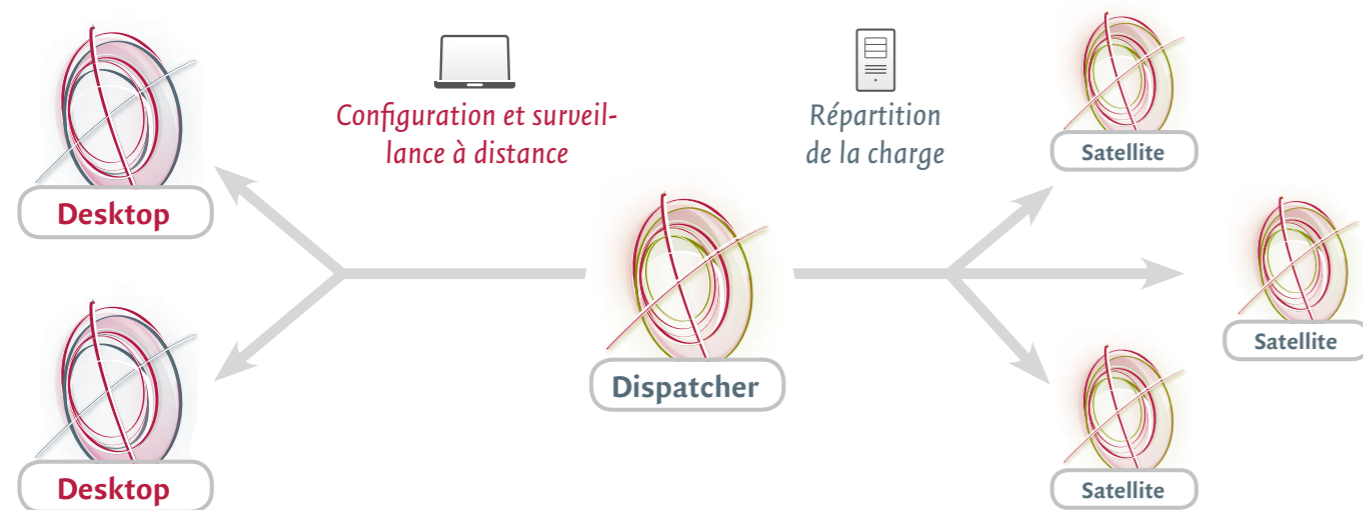 Configuration et surveil-
lance à distance
Répartition
de la charge
Satellite
Desktop
Satellite
Dispatcher
Desktop
Satellite